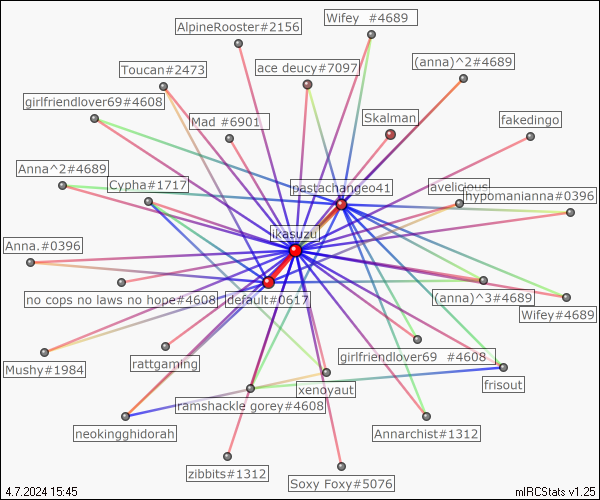 Wifey  #4689
AlpineRooster#2156
(anna)^2#4689
ace deucy#7097
Toucan#2473
girlfriendlover69#4608
Skalman
Mad #6901
fakedingo
Anna^2#4689
Cypha#1717
pastachangeo41
avelicious
hypomanianna#0396
ikasuzu
Anna.#0396
no cops no laws no hope#4608
default#0617
(anna)^3#4689
Wifey#4689
girlfriendlover69  #4608
Mushy#1984
rattgaming
frisout
xenoyaut
ramshackle gorey#4608
neokingghidorah
Annarchist#1312
zibbits#1312
Soxy Foxy#5076
4.7.2024 15:45
mIRCStats v1.25